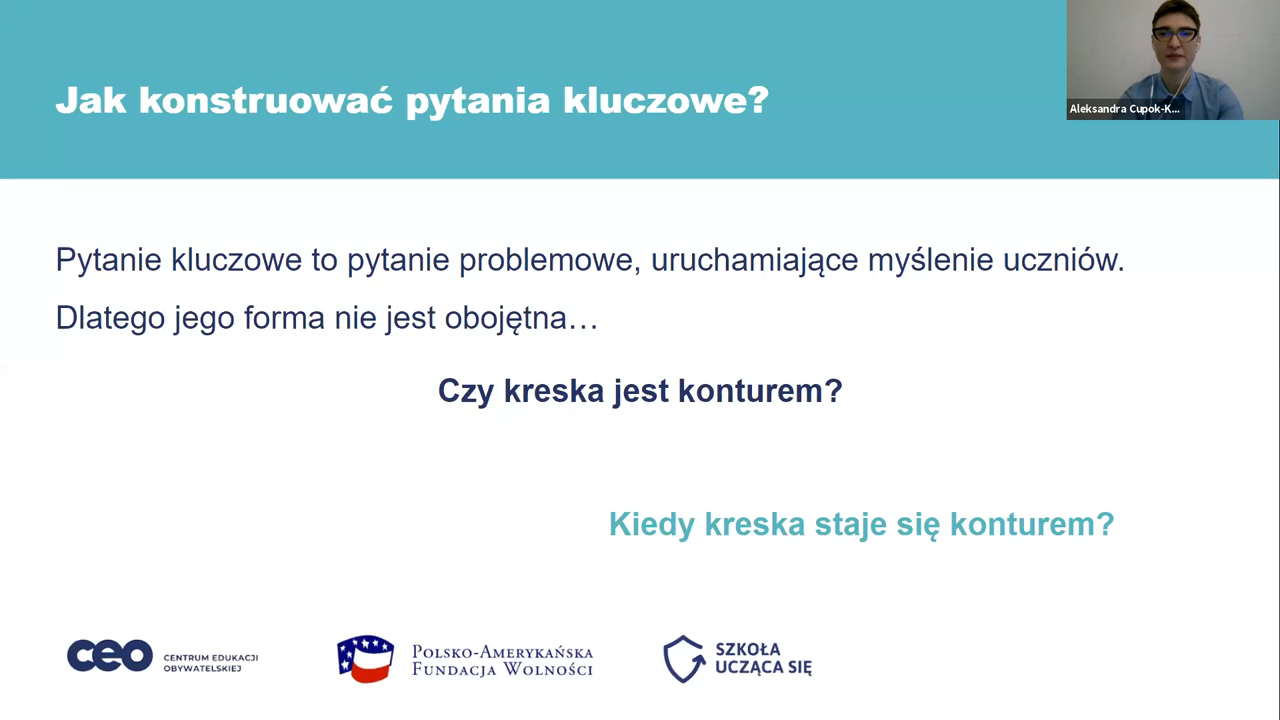 Jak konstruować pytania kluczowe?
Aleksandra Cupok-K...
Pytanie kluczowe to pytanie problemowe, uruchamiające myślenie uczniów.
Dlatego jego forma nie jest obojętna…
Czy kreska jest konturem?
Kiedy kreska staje się konturem?
ceo
CENTRUM EDUKACJI
OBYWATELSKIEJ
POLSKO-AMERYKAŃSKA
FUNDACJA WOLNOŚCI
SZKOŁA
UCZĄCA SIĘ